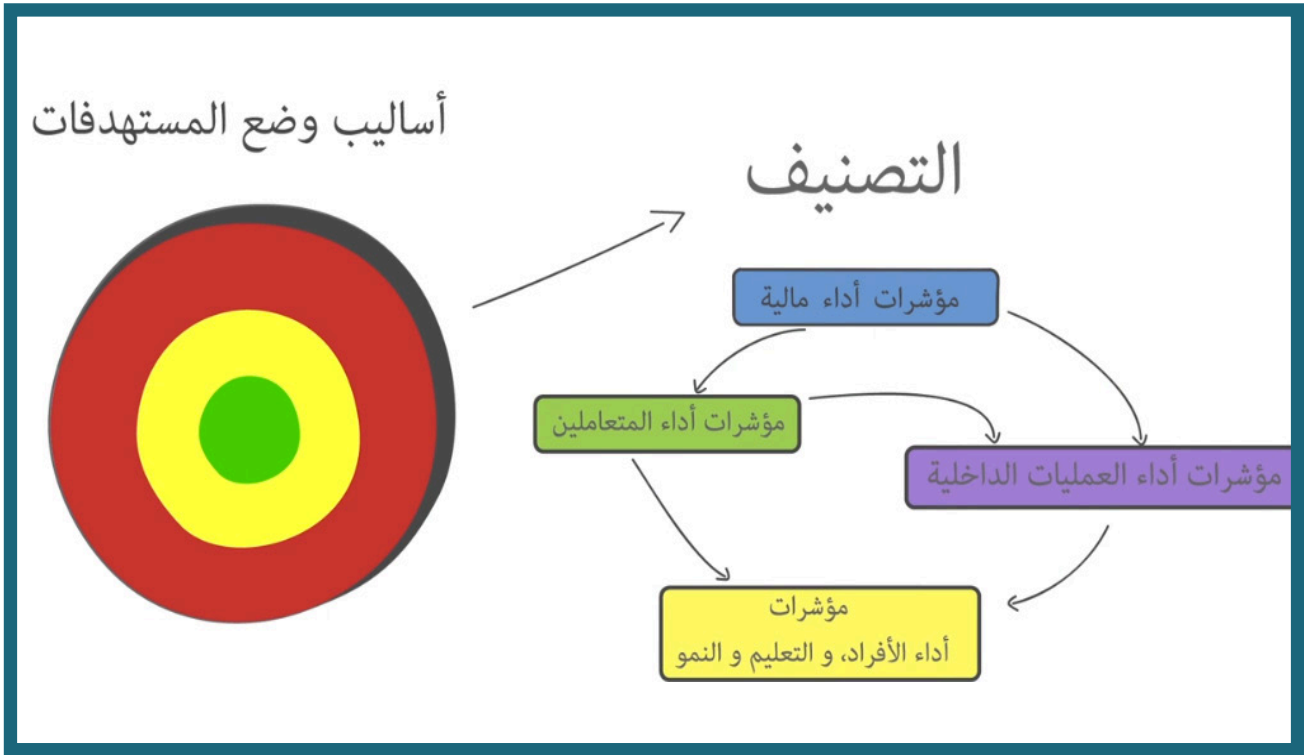 أساليب وضع المستهدفات
التصنيف
مؤشرات أداء مالية
مؤشرات أداء المتعاملين
مؤشرات أداء العمليات الداخلية
مؤشرات
أداء الأفراد، و التعليم و النمو